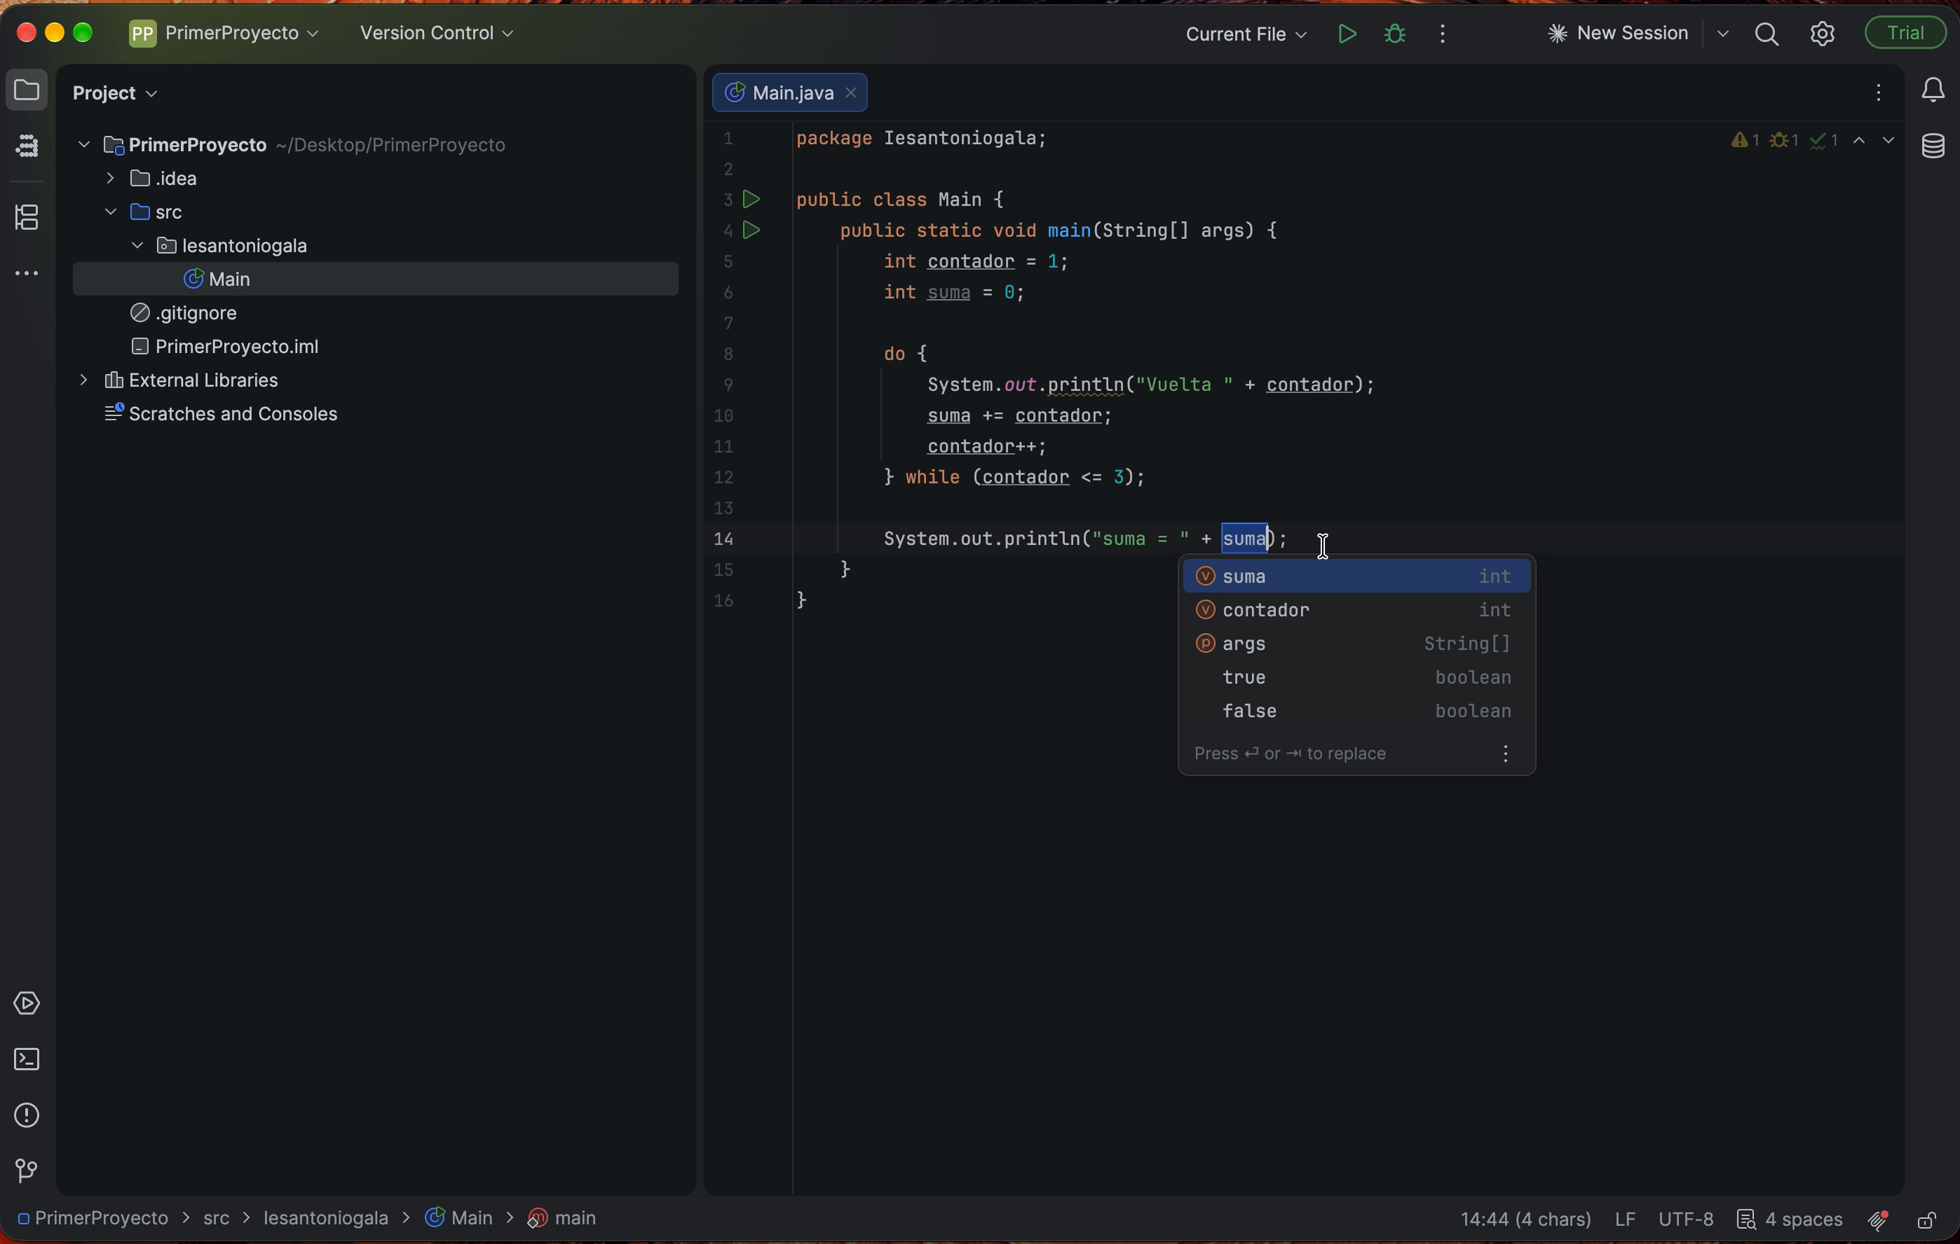 PP PrimerProyecto Version Control Current File New Session Trial
Project
PrimerProyecto ~/Desktop/PrimerProyecto
.idea
src
Iesantoniogala
Main
.gitignore
PrimerProyecto.iml
External Libraries
Scratches and Consoles
Main.java
1 package Iesantoniogala; 1 1 1
2
3 public class Main {
4 public static void main(String[] args) {
5 int contador = 1;
6 int suma = 0;
7
8 do {
9 System.out.println("Vuelta " + contador);
10 suma += contador;
11 contador++;
12 } while (contador <= 3);
13
14 System.out.println("suma = " + suma);
15 }
16 }
suma int
contador int
args String[]
true boolean
false boolean
Press ⏎ or ⇥ to replace
PrimerProyecto > src > Iesantoniogala > Main > main 14:44 (4 chars) LF UTF-8 4 spaces